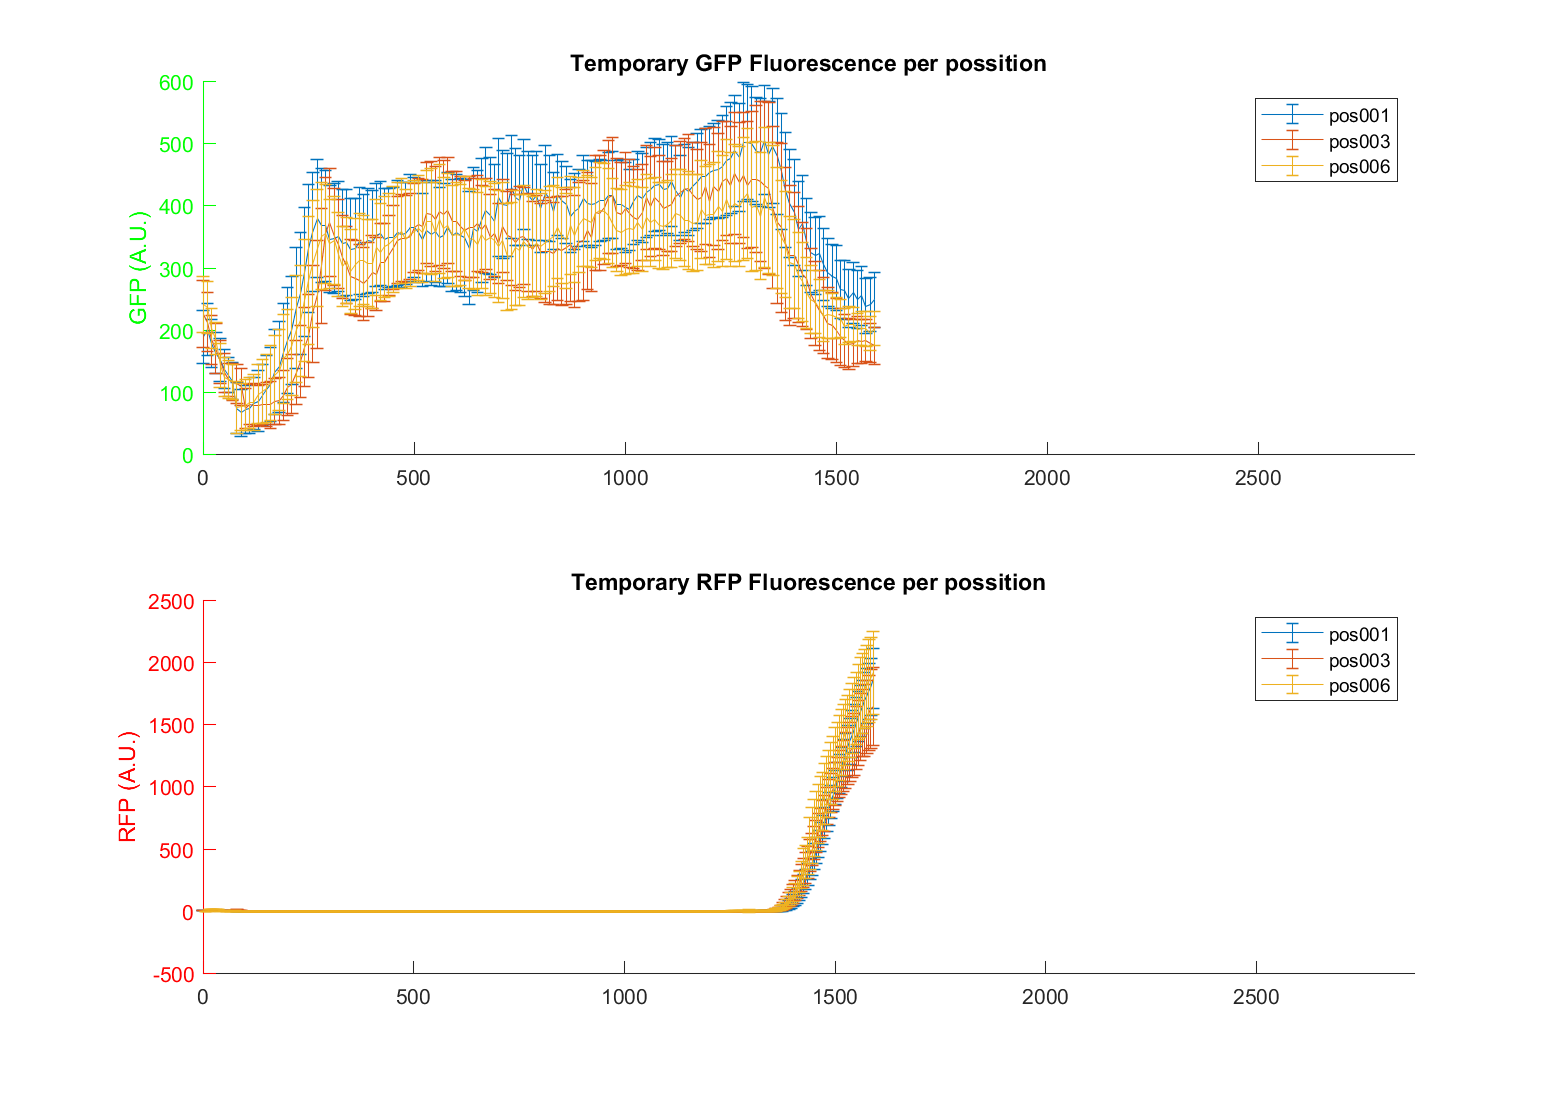 Temporary GFP Fluorescence per possition
600
500
400
300
200
100
0
GFP (A.U.)
0 500 1000 1500 2000 2500
pos001
pos003
pos006
Temporary RFP Fluorescence per possition
2500
2000
1500
1000
500
0
-500
RFP (A.U.)
0 500 1000 1500 2000 2500
pos001
pos003
pos006